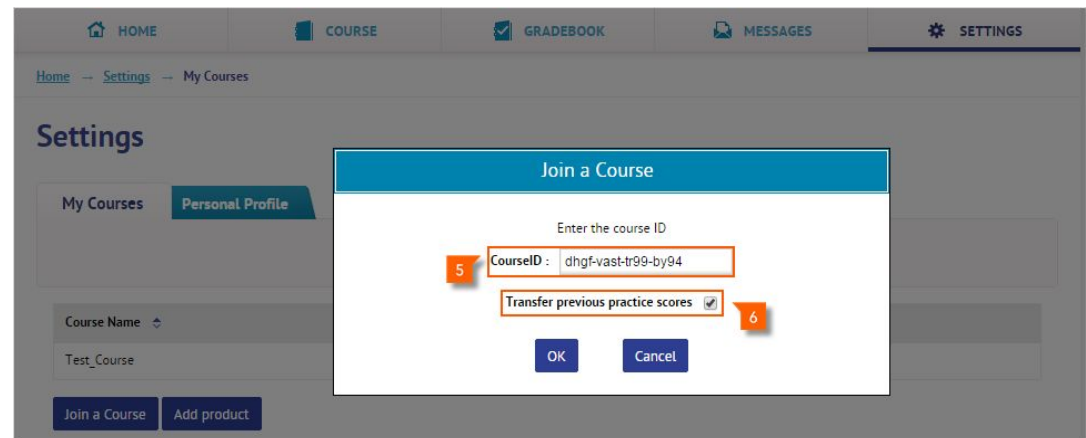 HOME COURSE GRADEBOOK MESSAGES SETTINGS
Home → Settings → My Courses
Settings
My Courses Personal Profile
Join a Course
Enter the course ID
5 CourseID : dhgf-vast-tr99-by94
Transfer previous practice scores 6
OK Cancel
Course Name
Test_Course
Join a Course Add product